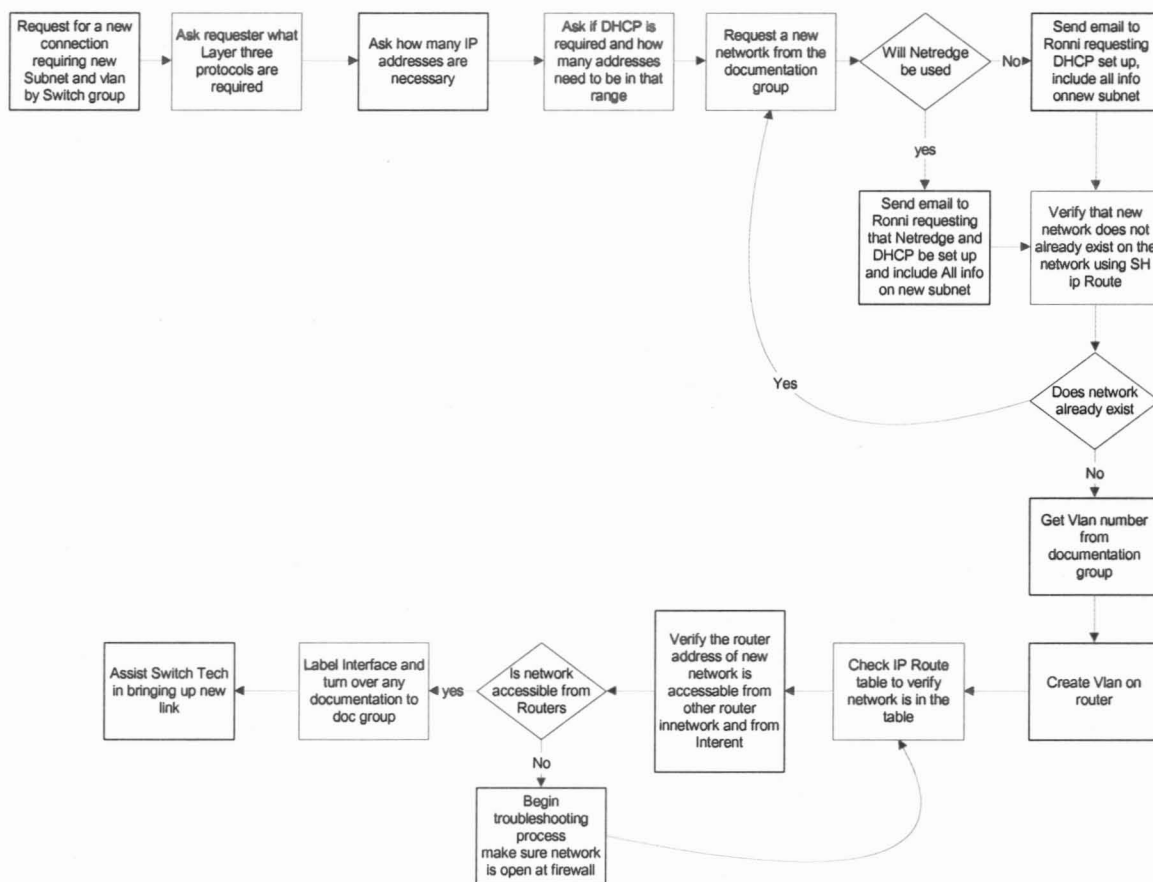 Request for a new
connection
requiring new
Subnet and vlan
by Switch group
Ask requester what
Layer three
protocols are
required
Ask how many IP
addresses are
necessary
Ask if DHCP is
required and how
many addresses
need to be in that
range
Request a new
networtk from the
documentation
group
Will Netredge
be used
No
Send email to
Ronni requesting
DHCP set up,
include all info
onnew subnet
yes
Send email to
Ronni requesting
that Netredge and
DHCP be set up
and include All info
on new subnet
Verify that new
network does not
already exist on the
network using SH
ip Route
Does network
already exist
Yes
No
Get Vlan number
from
documentation
group
Create Vlan on
router
Check IP Route
table to verify
network is in the
table
Verify the router
address of new
network is
accessable from
other router
innetwork and from
Interent
Is network
accessible from
Routers
yes
Label Interface and
turn over any
documentation to
doc group
Assist Switch Tech
in bringing up new
link
No
Begin
troubleshooting
process
make sure network
is open at firewall